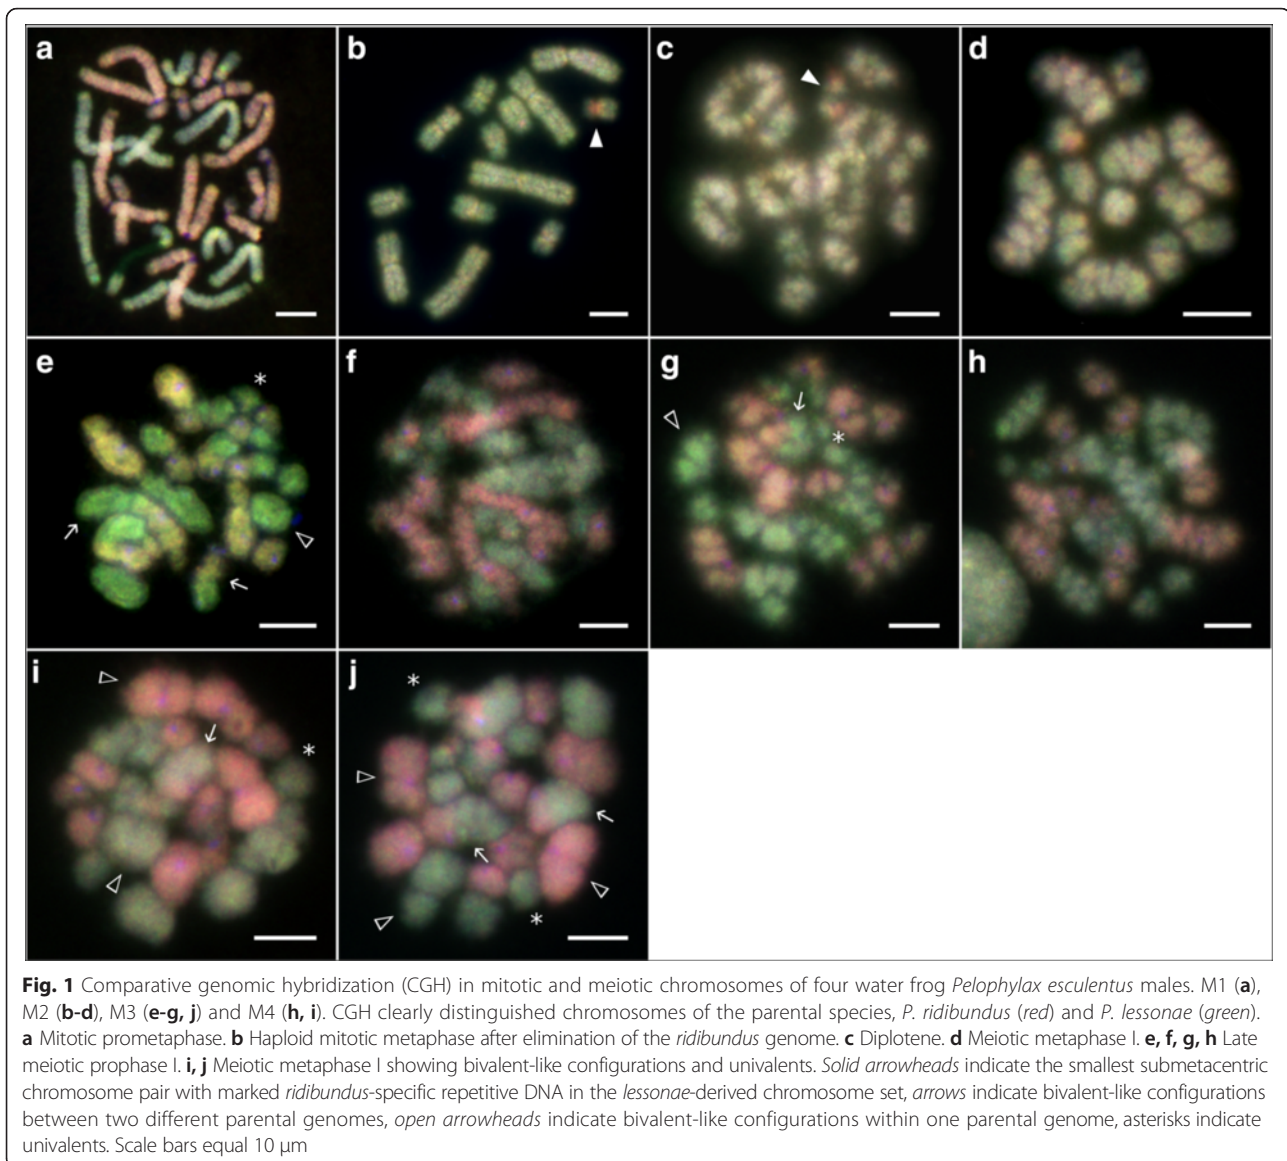 a
b
c
d
e
*
f
g
*
h
i
*
j
*
*
Fig. 1 Comparative genomic hybridization (CGH) in mitotic and meiotic chromosomes of four water frog Pelophylax esculentus males. M1 (a),
M2 (b-d), M3 (e-g, j) and M4 (h, i). CGH clearly distinguished chromosomes of the parental species, P. ridibundus (red) and P. lessonae (green).
a Mitotic prometaphase. b Haploid mitotic metaphase after elimination of the ridibundus genome. c Diplotene. d Meiotic metaphase I. e, f, g, h Late
meiotic prophase I. i, j Meiotic metaphase I showing bivalent-like configurations and univalents. Solid arrowheads indicate the smallest submetacentric
chromosome pair with marked ridibundus-specific repetitive DNA in the lessonae-derived chromosome set, arrows indicate bivalent-like configurations
between two different parental genomes, open arrowheads indicate bivalent-like configurations within one parental genome, asterisks indicate
univalents. Scale bars equal 10 μm